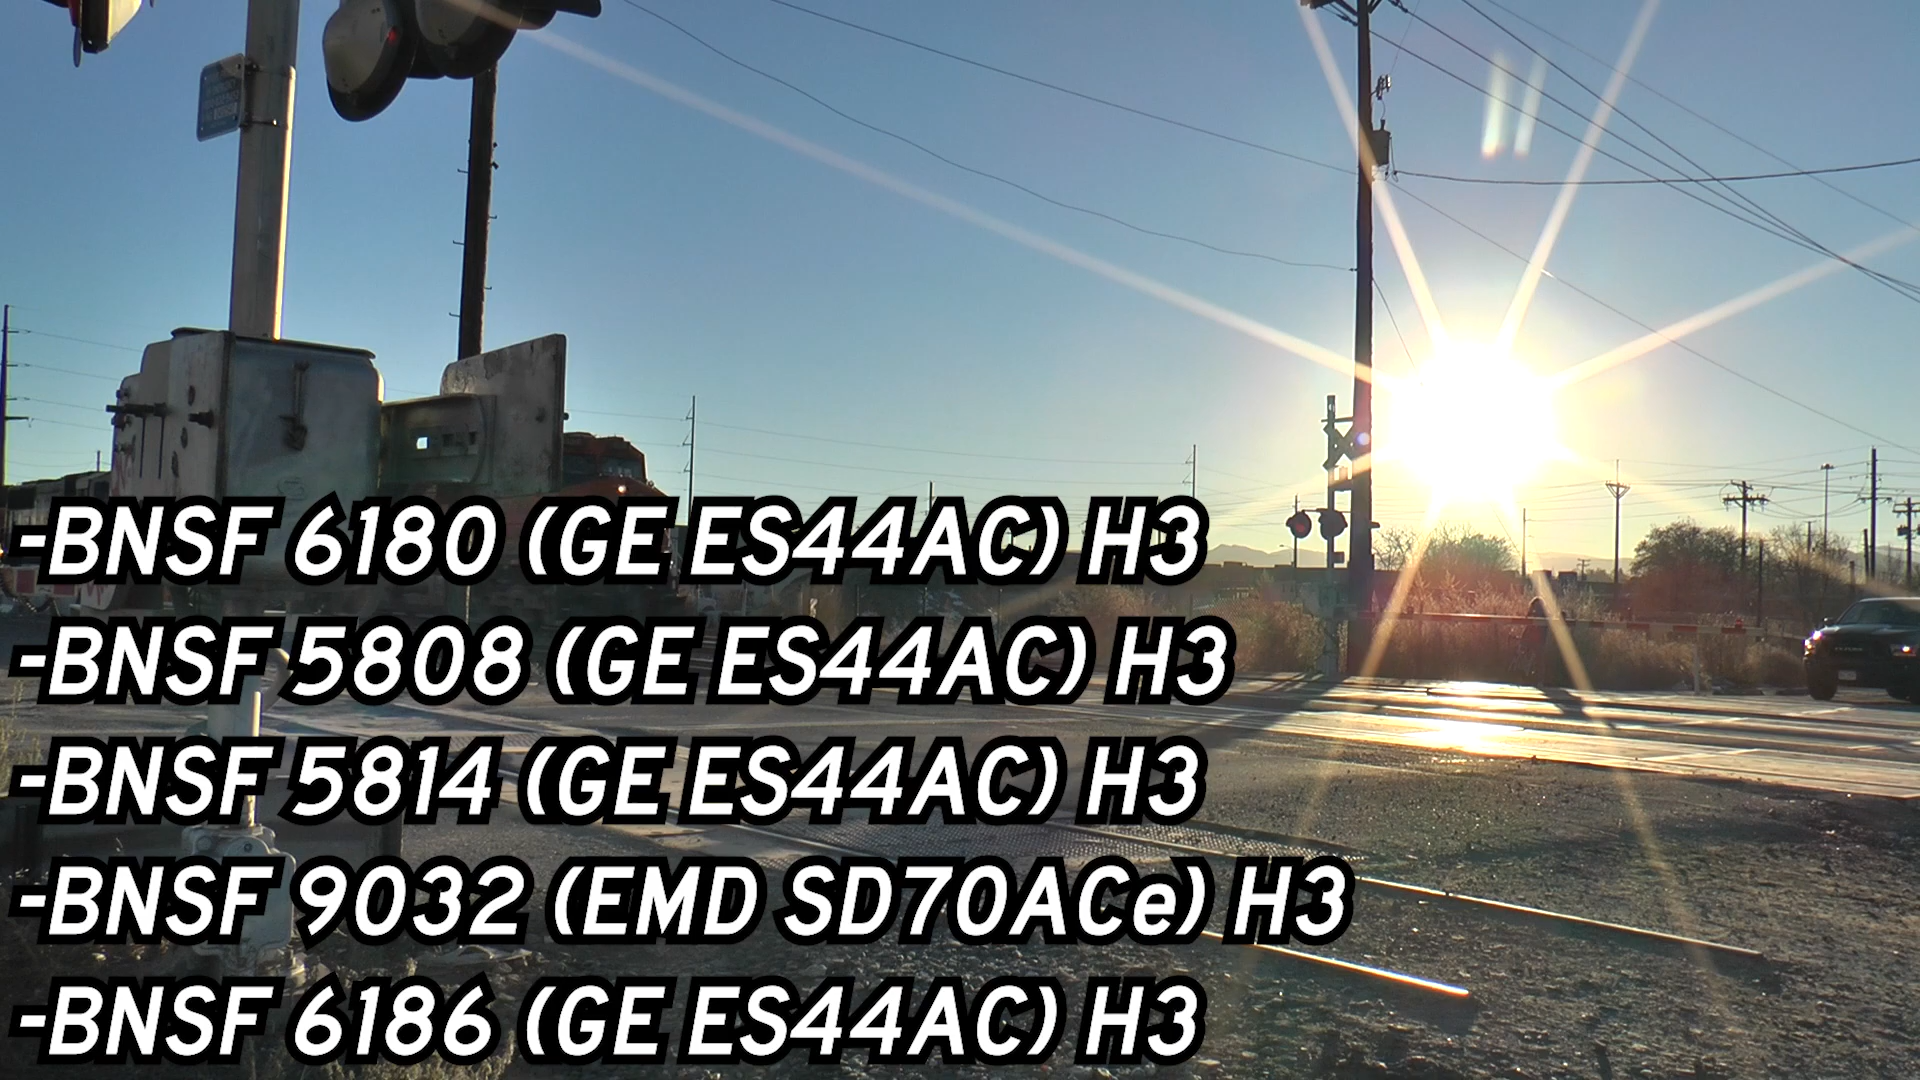 -BNSF 6180 (GE ES44AC) H3
-BNSF 5808 (GE ES44AC) H3
-BNSF 5814 (GE ES44AC) H3
-BNSF 9032 (EMD SD70ACe) H3
-BNSF 6186 (GE ES44AC) H3